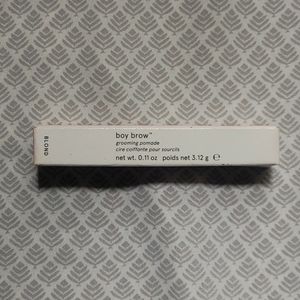 BLOND
boy brow™
grooming pomade
cire coiffante pour sourcils
net wt. 0.11 oz poids net 3.12 g ℮